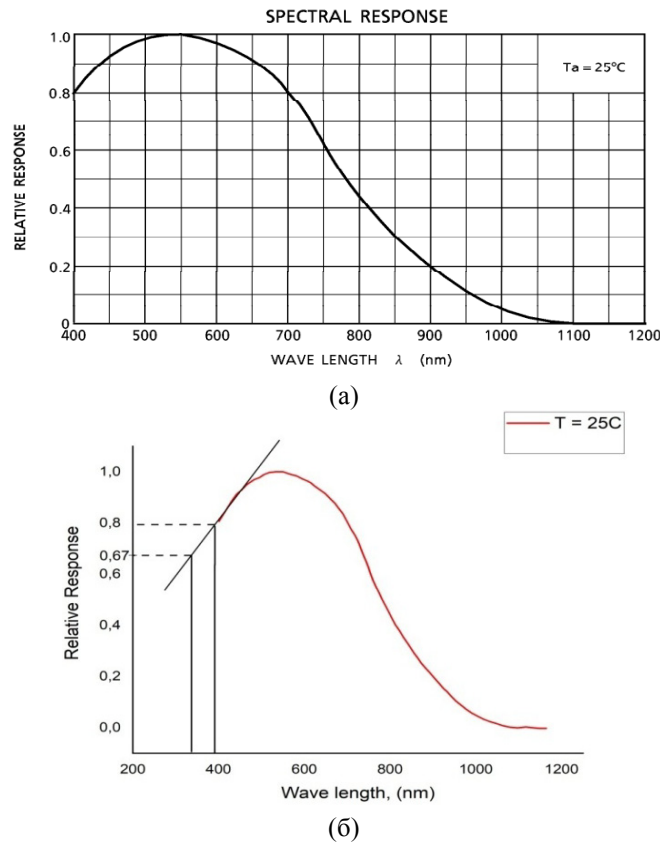 SPECTRAL RESPONSE
Ta = 25°C
RELATIVE RESPONSE
1.0
0.8
0.6
0.4
0.2
0
400 500 600 700 800 900 1000 1100 1200
WAVE LENGTH λ (nm)
(а)
T = 25C
Relative Response
1,0
0,8
0,67
0,6
0,4
0,2
0,0
200 400 600 800 1000 1200
Wave length, (nm)
(б)